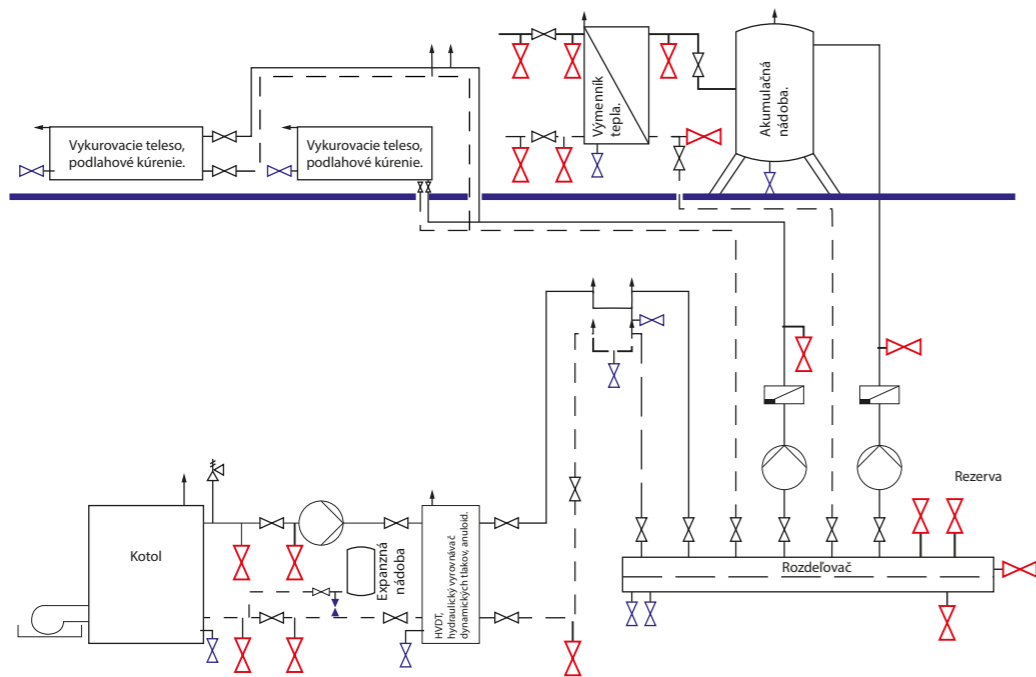 Vykurovacie teleso,
podlahové kúrenie.
Vykurovacie teleso,
podlahové kúrenie.
Výmenník
tepla.
Akumulačná
nádoba.
Rezerva
Kotol
Expanzná
nádoba
HVDT,
hydraulický vyrovnávač
dynamických tlakov, anuloid.
Rozdeľovač